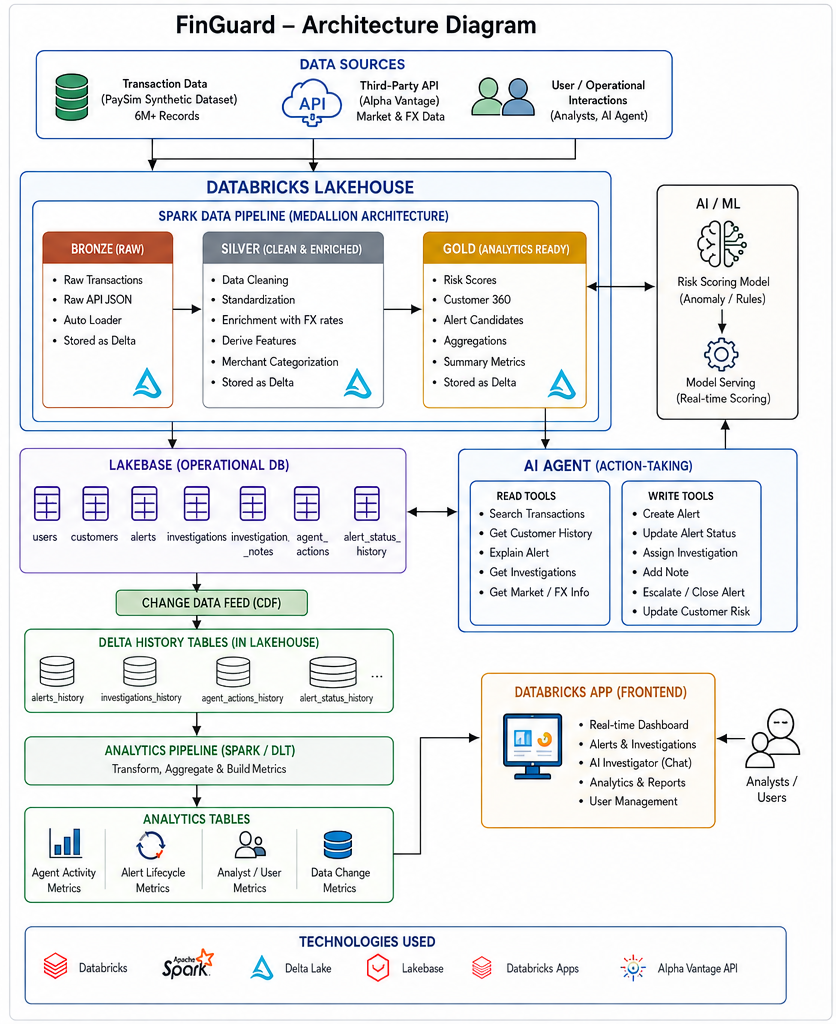 FinGuard – Architecture Diagram
DATA SOURCES
Transaction Data
(PaySim Synthetic Dataset)
6M+ Records
API
Third-Party API
(Alpha Vantage)
Market & FX Data
User / Operational
Interactions
(Analysts, AI Agent)
DATABRICKS LAKEHOUSE
SPARK DATA PIPELINE (MEDALLION ARCHITECTURE)
BRONZE (RAW)
• Raw Transactions
• Raw API JSON
• Auto Loader
• Stored as Delta
SILVER (CLEAN & ENRICHED)
• Data Cleaning
• Standardization
• Enrichment with FX rates
• Derive Features
• Merchant Categorization
• Stored as Delta
GOLD (ANALYTICS READY)
• Risk Scores
• Customer 360
• Alert Candidates
• Aggregations
• Summary Metrics
• Stored as Delta
AI / ML
Risk Scoring Model
(Anomaly / Rules)
Model Serving
(Real-time Scoring)
LAKEBASE (OPERATIONAL DB)
users
customers
alerts
investigations
investigation_
_notes
agent_
actions
alert_status_
history
AI AGENT (ACTION-TAKING)
READ TOOLS
• Search Transactions
• Get Customer History
• Explain Alert
• Get Investigations
• Get Market / FX Info
WRITE TOOLS
• Create Alert
• Update Alert Status
• Assign Investigation
• Add Note
• Escalate / Close Alert
• Update Customer Risk
CHANGE DATA FEED (CDF)
DELTA HISTORY TABLES (IN LAKEHOUSE)
alerts_history
investigations_history
agent_actions_history
alert_status_history
...
ANALYTICS PIPELINE (SPARK / DLT)
Transform, Aggregate & Build Metrics
ANALYTICS TABLES
Agent Activity
Metrics
Alert Lifecycle
Metrics
Analyst / User
Metrics
Data Change
Metrics
DATABRICKS APP (FRONTEND)
• Real-time Dashboard
• Alerts & Investigations
• AI Investigator (Chat)
• Analytics & Reports
• User Management
Analysts /
Users
TECHNOLOGIES USED
Databricks
Apache
Spark
Delta Lake
Lakebase
Databricks Apps
Alpha Vantage API